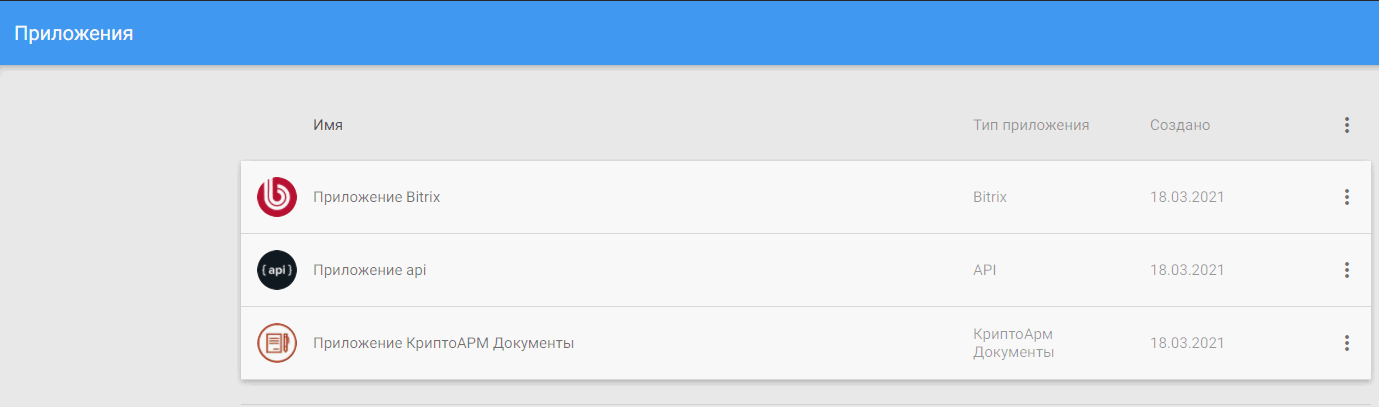 Приложения
Имя Тип приложения Создано
Приложение Bitrix Bitrix 18.03.2021
{api} Приложение api API 18.03.2021
Приложение КриптоАРМ Документы КриптоАрм Документы 18.03.2021